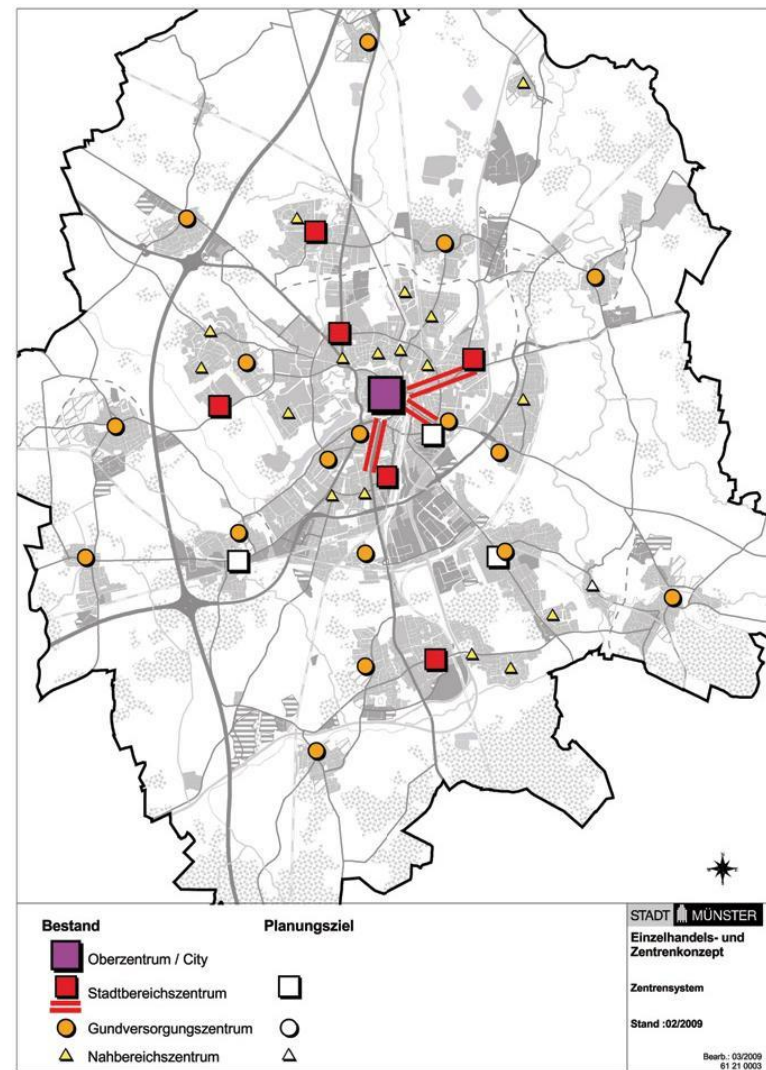 Bestand Planungsziel
Oberzentrum / City
Stadtbereichszentrum
Gundversorgungszentrum
Nahbereichszentrum
STADT MÜNSTER
Einzelhandels- und
Zentrenkonzept
Zentrensystem
Stand :02/2009
Bearb.: 03/2009
61 21 0003